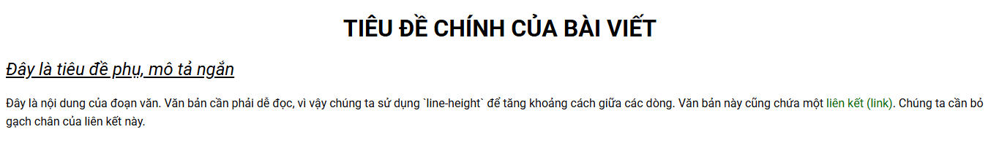 TIÊU ĐỀ CHÍNH CỦA BÀI VIẾT
Đây là tiêu đề phụ, mô tả ngắn
Đây là nội dung của đoạn văn. Văn bản cần phải dễ đọc, vì vậy chúng ta sử dụng `line-height` để tăng khoảng cách giữa các dòng. Văn bản này cũng chứa một liên kết (link). Chúng ta cần bỏ
gạch chân của liên kết này.